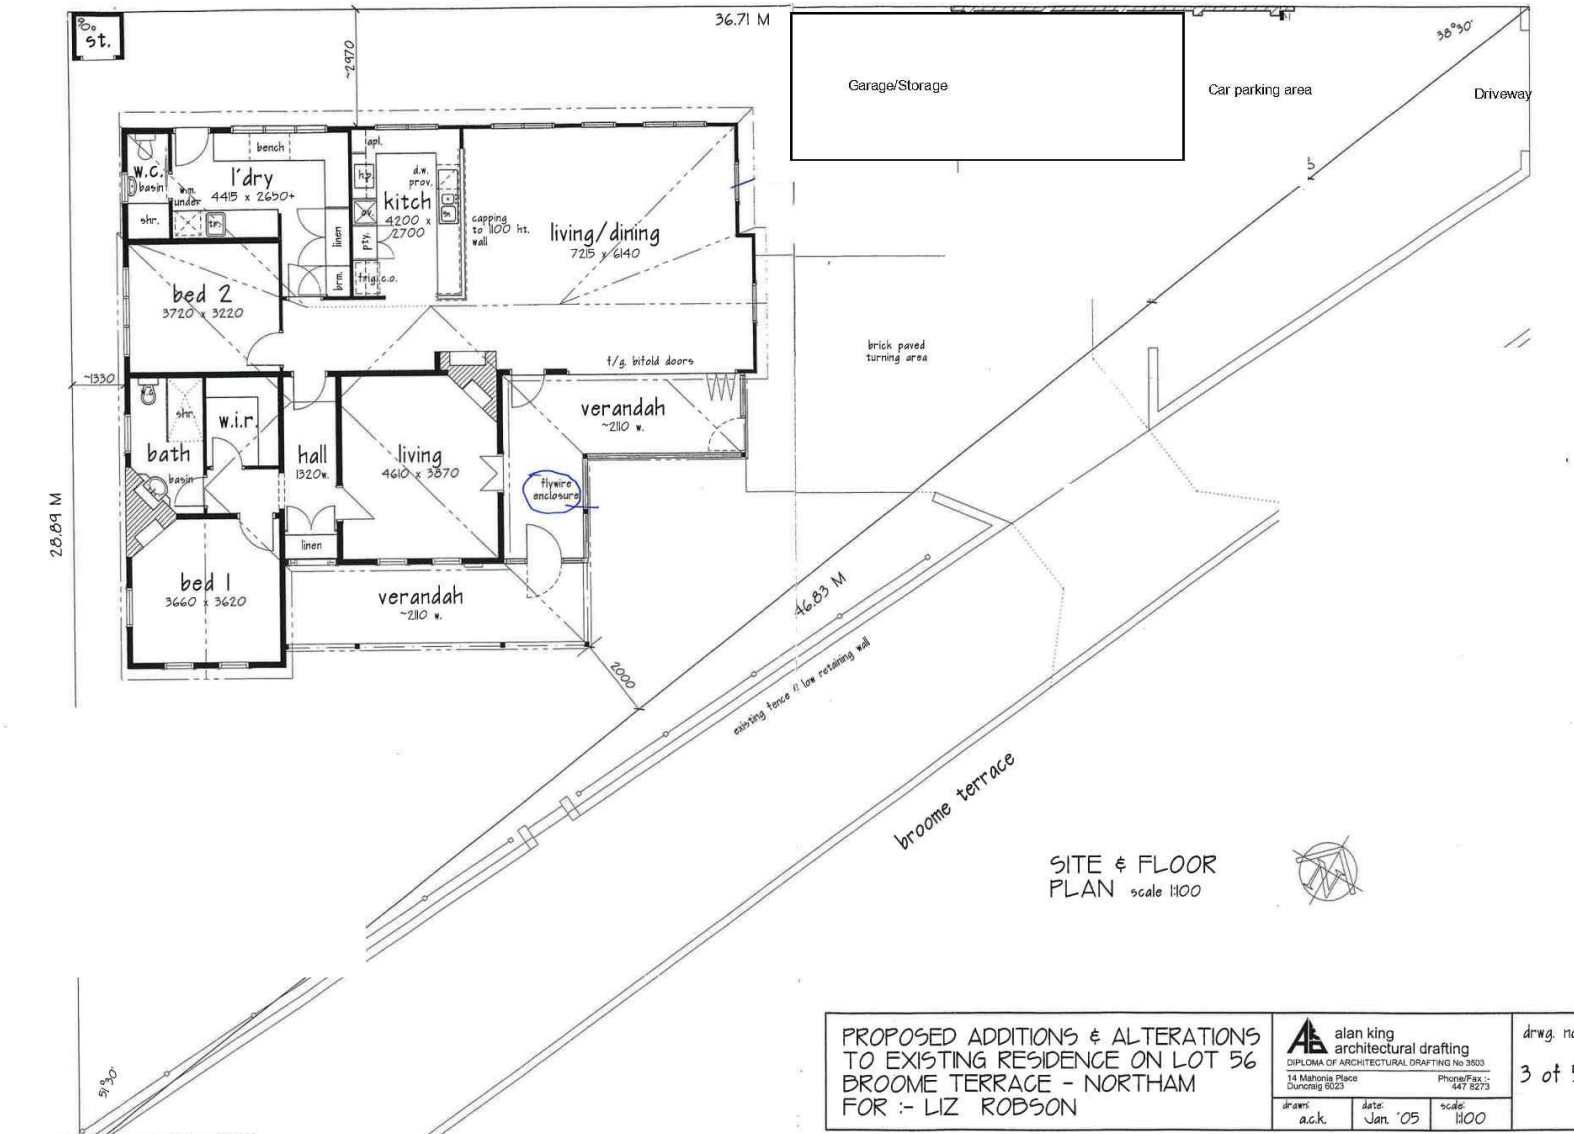 st.
90°
36.71 M
~2970
38°30'
Garage/Storage
Car parking area
Driveway
w.c.
basin
shr.
bench
l'dry
4415 x 2650+
w.m.
under
tr.
linen
brm.
apl.
h.p.
ov.
pty.
frig. c.o.
d.w.
prov.
kitch
4200 x
2700
capping
to 1100 ht.
wall
living/dining
7215 x 6140
bed 2
3720 x 3220
~1330
t/g. bifold doors
brick paved
turning area
w.c.
shr.
bath
basin
w.i.r.
hall
1320w.
linen
living
4610 x 3870
verandah
~2110 w.
flywire
enclosure
28.89 M
bed 1
3660 x 3620
verandah
~2110 w.
2000
46.83 M
existing fence & low retaining wall
broome terrace
SITE & FLOOR
PLAN scale 1:100
51°30'
PROPOSED ADDITIONS & ALTERATIONS
TO EXISTING RESIDENCE ON LOT 56
BROOME TERRACE - NORTHAM
FOR :- LIZ ROBSON
alan king
architectural drafting
DIPLOMA OF ARCHITECTURAL DRAFTING No 3503
14 Mahonia Place
Duncraig 6023
Phone/Fax :-
447 8273
drawn:
a.c.k.
date:
Jan. '05
scale:
1:100
drwg. no
3 of 5